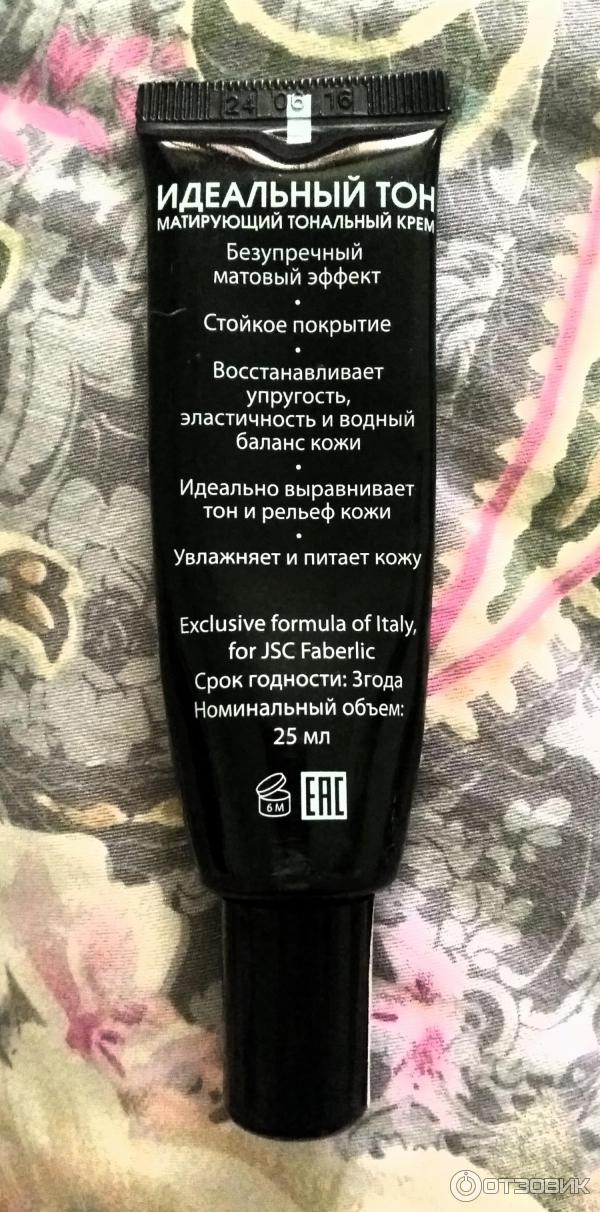 24 06 16
ИДЕАЛЬНЫЙ ТОН
МАТИРУЮЩИЙ ТОНАЛЬНЫЙ КРЕМ
Безупречный
матовый эффект
•
Стойкое покрытие
•
Восстанавливает
упругость,
эластичность и водный
баланс кожи
•
Идеально выравнивает
тон и рельеф кожи
•
Увлажняет и питает кожу
Exclusive formula of Italy,
for JSC Faberlic
Срок годности: 3года
Номинальный объем:
25 мл
6 M EAC
ОТЗОВИК